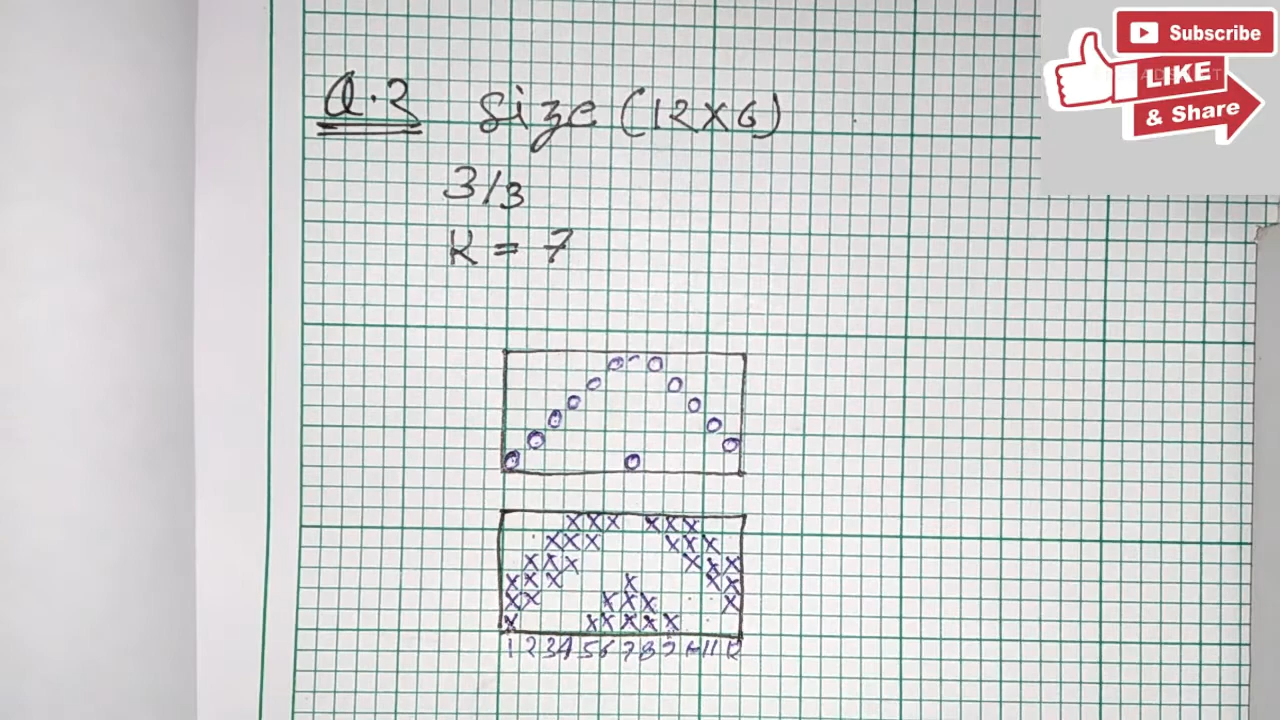 Subscribe
LIKE
& Share
Q.3 Size (12X6)
3/3
K = 7
X X X X X X
X X X X X X
X X X X X X
X X X X X X
X X X X X X
X X X X X X
1 2 3 4 5 6 7 8 9 10 11 12